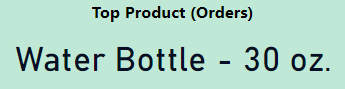 Top Product (Orders)
Water Bottle - 30 oz.